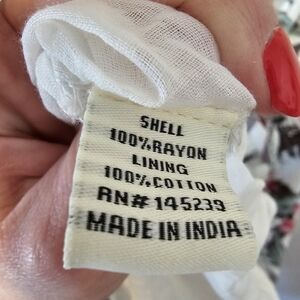 SHELL
100% RAYON
LINING
100% COTTON
RN# 145239
MADE IN INDIA